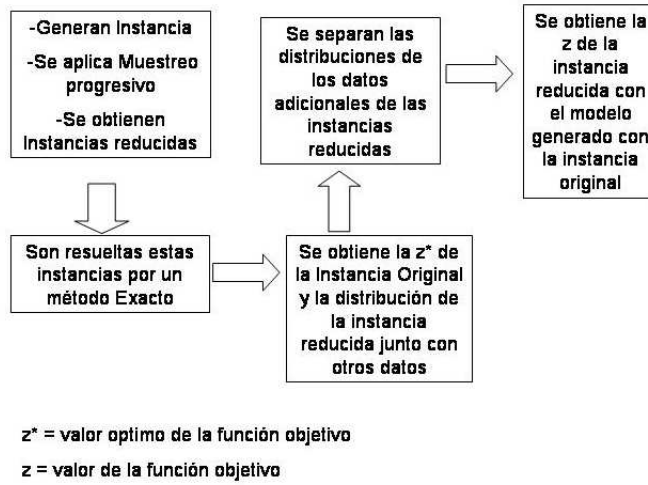 -Generan Instancia
-Se aplica Muestreo
progresivo
-Se obtienen
Instancias reducidas
Son resueltas estas
instancias por un
método Exacto
Se obtiene la z* de
la Instancia Original
y la distribución de
la instancia
reducida junto con
otros datos
Se separan las
distribuciones de
los datos
adicionales de las
instancias
reducidas
Se obtiene la
z de la
instancia
reducida con
el modelo
generado con
la instancia
original
z* = valor optimo de la función objetivo
z = valor de la función objetivo